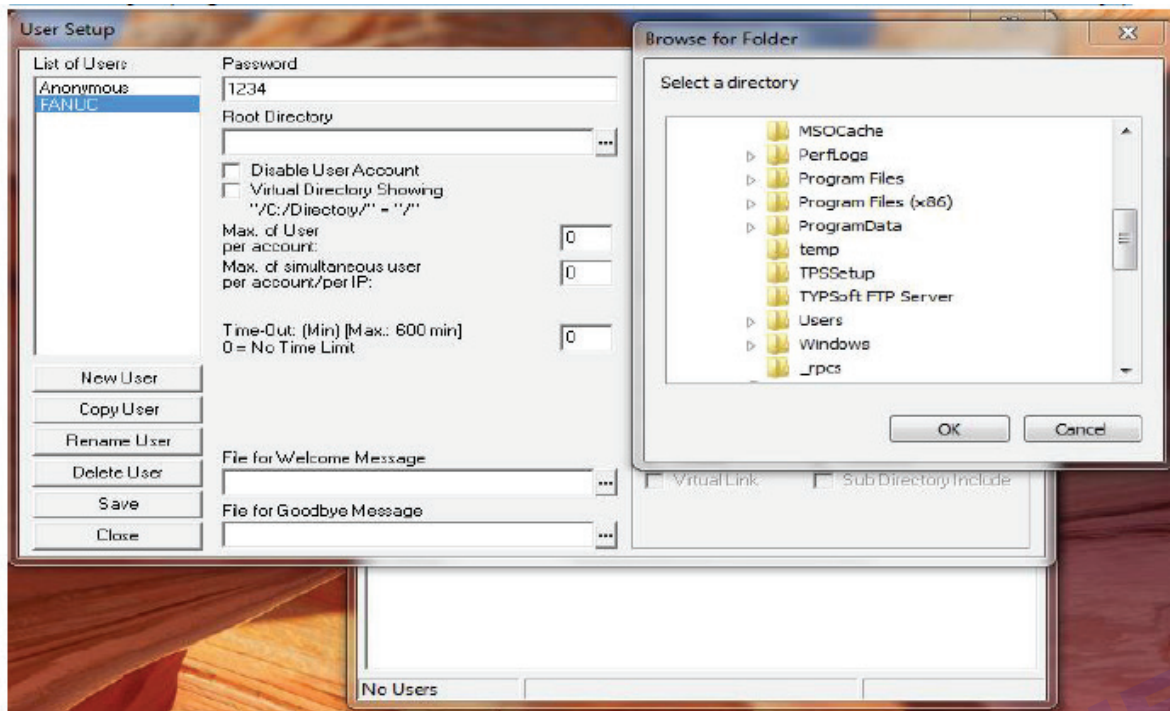 User Setup
List of Users
Anonymous
FANUC
New User
Copy User
Rename User
Delete User
Save
Close
Password
1234
Root Directory
...
Disable User Account
Virtual Directory Showing
"/C:/Directory/" = "/"
Max. of User
per account:
0
Max. of simultaneous user
per account/per IP:
0
Time-Out: (Min) [Max.: 600 min]
0 = No Time Limit
0
File for Welcome Message
...
File for Goodbye Message
...
Browse for Folder
Select a directory
MSOCache
PerfLogs
Program Files
Program Files (x86)
ProgramData
temp
TPSSetup
TYPSoft FTP Server
Users
Windows
_rpcs
OK
Cancel
Virtual Link
Sub Directory Include
No Users